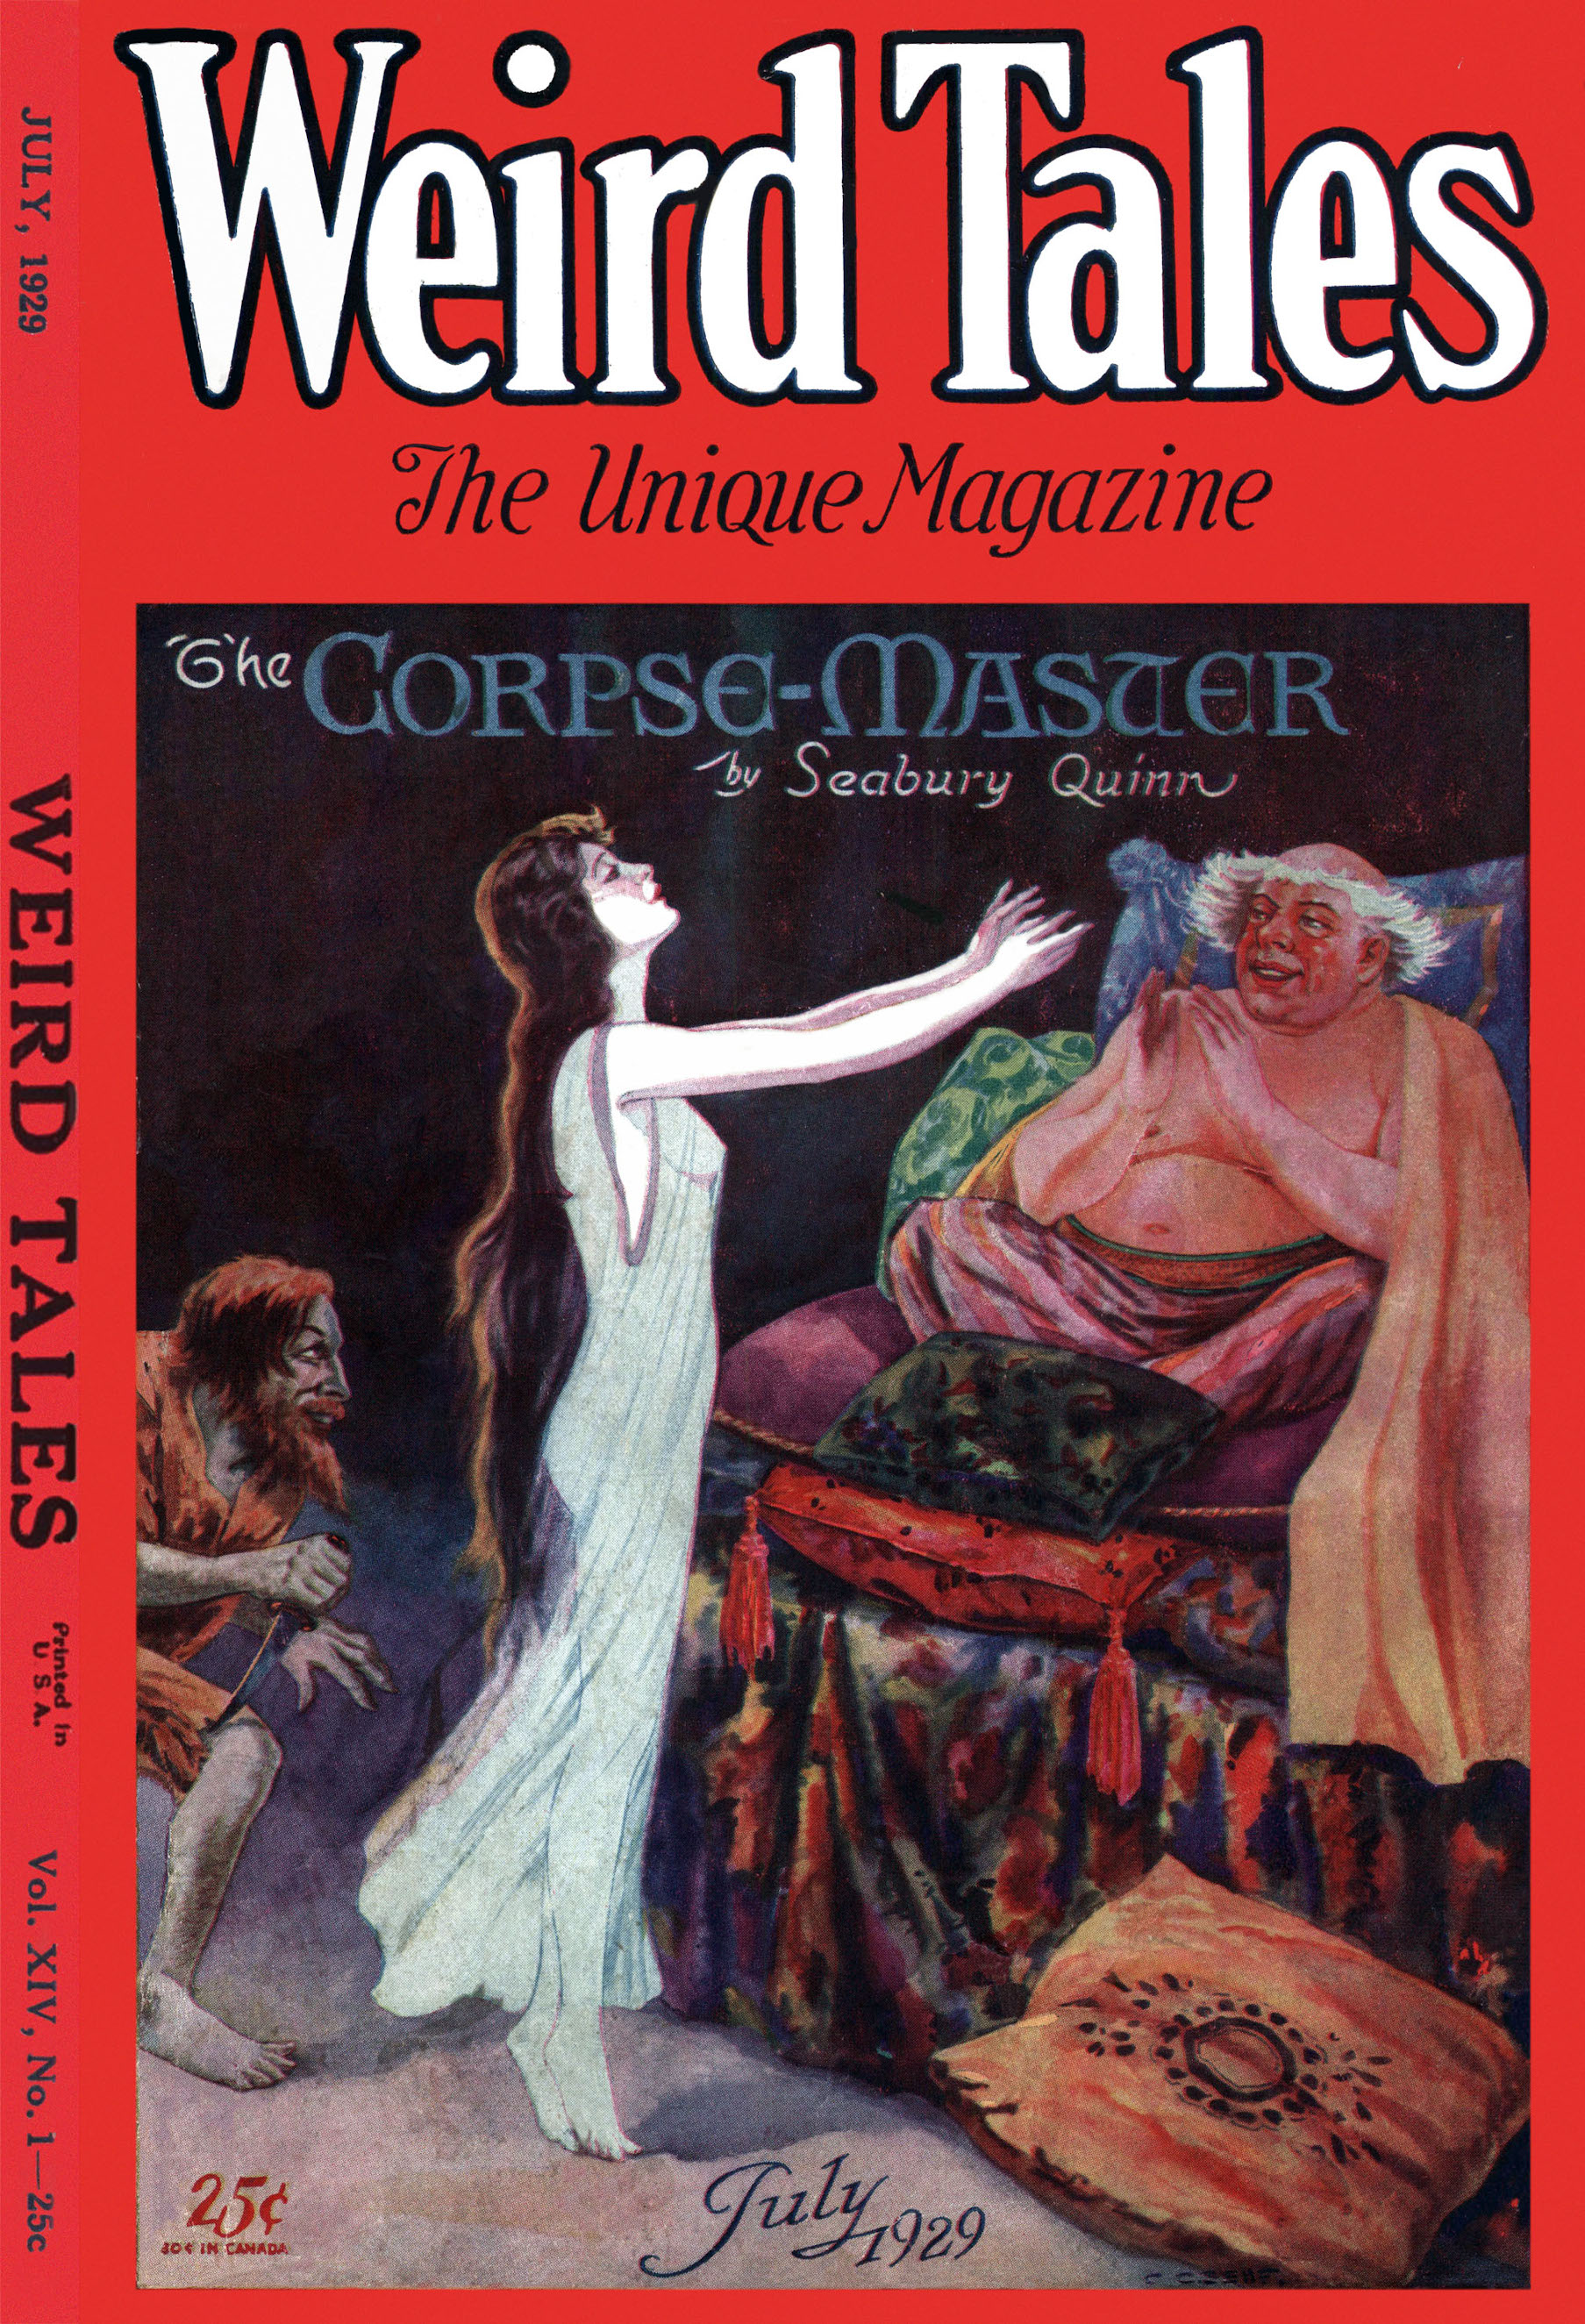 Weird Tales
The Unique Magazine
The CORPSE-MASTER
by Seabury Quinn
25¢
30¢ IN CANADA
July 1929
JULY, 1929
WEIRD TALES
Printed in
U S A.
Vol. XIV, No. 1—25c